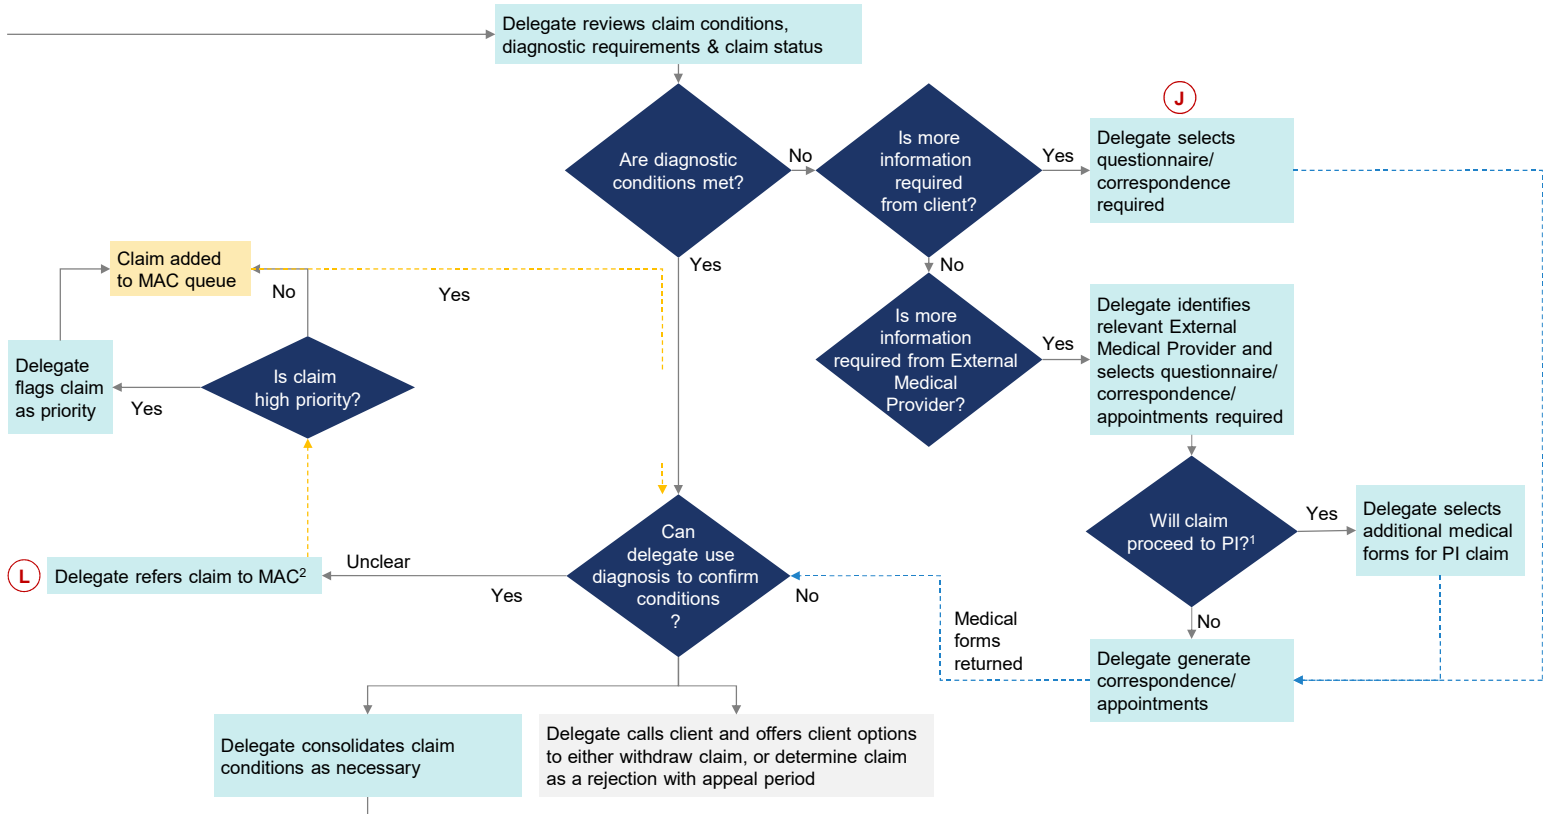 Delegate reviews claim conditions,
diagnostic requirements & claim status
J
Are diagnostic
conditions met?
No
Is more
information
required
from client?
Yes
Delegate selects
questionnaire/
correspondence
required
Yes
No
Claim added
to MAC queue
No
Yes
Delegate
flags claim
as priority
Yes
Is claim
high priority?
Is more
information
required from External
Medical
Provider?
Yes
Delegate identifies
relevant External
Medical Provider and
selects questionnaire/
correspondence/
appointments required
Will claim
proceed to PI?¹
Yes
Delegate selects
additional medical
forms for PI claim
No
L
Delegate refers claim to MAC²
Unclear
Yes
Can
delegate use
diagnosis to confirm
conditions
?
No
Medical
forms
returned
Delegate generate
correspondence/
appointments
Delegate consolidates claim
conditions as necessary
Delegate calls client and offers client options
to either withdraw claim, or determine claim
as a rejection with appeal period